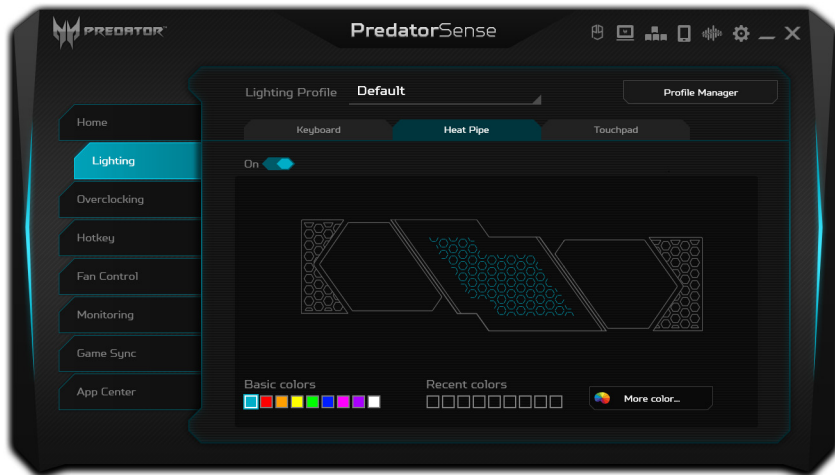 PREDATOR
PredatorSense
Lighting Profile Default
Profile Manager
Keyboard Heat Pipe Touchpad
On
Home
Lighting
Overclocking
Hotkey
Fan Control
Monitoring
Game Sync
App Center
Basic colors
Recent colors
More color...